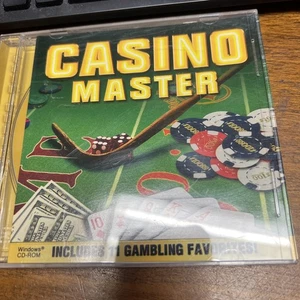 CASINO
MASTER
Windows®
CD-ROM
INCLUDES 11 GAMBLING FAVORITES!